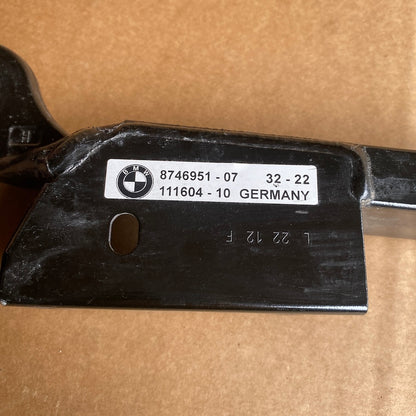 BMW
8746951 - 07 32 - 22
111604 - 10 GERMANY
L 22 12 F
H